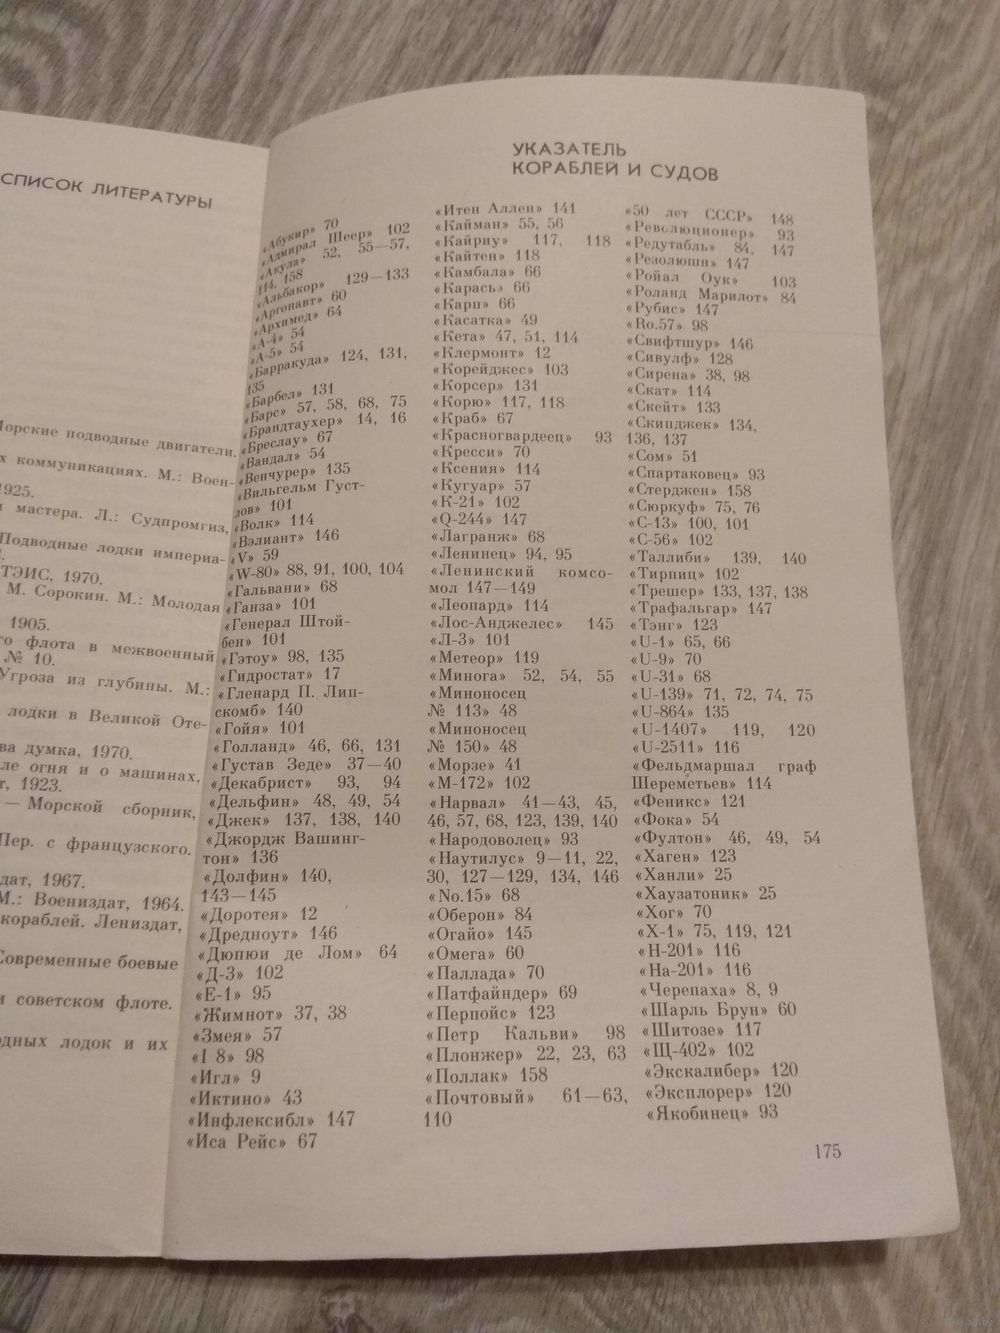 СПИСОК ЛИТЕРАТУРЫ
Морские подводные двигатели.
х коммуникациях. М.: Воен-
1925.
и мастера. Л.: Судпромгиз,
Подводные лодки империа-
ТЭИС, 1970.
М. Сорокин. М.: Молодая
1905.
го флота в межвоенный
№ 10.
Угроза из глубины. М.:
лодки в Великой Оте-
ва думка, 1970.
ле огня и о машинах,
т, 1923.
— Морской сборник,
Пер. с французского.
дат, 1967.
М.: Воениздат, 1964.
кораблей. Лениздат,
Современные боевые
и советском флоте.
одных лодок и их
УКАЗАТЕЛЬ
КОРАБЛЕЙ И СУДОВ
«Абукир» 70
«Адмирал Шеер» 102
«Акула» 52, 55—57,
114, 158
«Альбакор» 129—133
«Аргонавт» 60
«Архимед» 64
«А-4» 54
«А-5» 54
«Барракуда» 124, 131,
135
«Барбел» 131
«Барс» 57, 58, 68, 75
«Брандтаухер» 14, 16
«Бреслау» 67
«Вандал» 54
«Венчурер» 135
«Вильгельм Густ-
лов» 101
«Волк» 114
«Вэлиант» 146
«V» 59
«W-80» 88, 91, 100, 104
«Гальвани» 68
«Ганза» 101
«Генерал Штой-
бен» 101
«Гэтоу» 98, 135
«Гидростат» 17
«Гленард П. Лип-
скомб» 140
«Гойя» 101
«Голланд» 46, 66, 131
«Густав Зеде» 37—40
«Декабрист» 93, 94
«Дельфин» 48, 49, 54
«Джек» 137, 138, 140
«Джордж Вашинг-
тон» 136
«Долфин» 140,
143—145
«Доротея» 12
«Дредноут» 146
«Дюпюи де Лом» 64
«Д-3» 102
«Е-1» 95
«Жимнот» 37, 38
«Змея» 57
«I 8» 98
«Игл» 9
«Иктино» 43
«Инфлексибл» 147
«Иса Рейс» 67
«Итен Аллен» 141
«Кайман» 55, 56
«Кайрну» 117, 118
«Кайтен» 118
«Камбала» 66
«Карась» 66
«Карп» 66
«Касатка» 49
«Кета» 47, 51, 114
«Клермонт» 12
«Корейджес» 103
«Корсер» 131
«Корю» 117, 118
«Краб» 67
«Красногвардеец» 93
«Кресси» 70
«Ксения» 114
«Кугуар» 57
«К-21» 102
«Q-244» 147
«Лагранж» 68
«Ленинец» 94, 95
«Ленинский комсо-
мол 147—149
«Леопард» 114
«Лос-Анджелес» 145
«Л-3» 101
«Метеор» 119
«Минога» 52, 54, 55
«Миноносец
№ 113» 48
«Миноносец
№ 150» 48
«Морзе» 41
«М-172» 102
«Нарвал» 41—43, 45,
46, 57, 68, 123, 139, 140
«Народоволец» 93
«Наутилус» 9—11, 22,
30, 127—129, 134, 146
«No.15» 68
«Оберон» 84
«Огайо» 145
«Омега» 60
«Паллада» 70
«Патфайндер» 69
«Перпойс» 123
«Петр Кальви» 98
«Плонжер» 22, 23, 63
«Поллак» 158
«Почтовый» 61—63,
110
«50 лет СССР» 148
«Революционер» 93
«Редутабль» 84, 147
«Резолюшн» 147
«Ройал Оук» 103
«Роланд Марилот» 84
«Рубис» 147
«Ro.57» 98
«Свифтшур» 146
«Сивулф» 128
«Сирена» 38, 98
«Скат» 114
«Скейт» 133
«Скипджек» 134,
136, 137
«Сом» 51
«Спартаковец» 93
«Стерджен» 158
«Сюркуф» 75, 76
«С-13» 100, 101
«С-56» 102
«Таллиби» 139, 140
«Тирпиц» 102
«Трешер» 133, 137, 138
«Трафальгар» 147
«Тэнг» 123
«U-1» 65, 66
«U-9» 70
«U-31» 68
«U-139» 71, 72, 74, 75
«U-864» 135
«U-1407» 119, 120
«U-2511» 116
«Фельдмаршал граф
Шереметьев» 114
«Феникс» 121
«Фока» 54
«Фултон» 46, 49, 54
«Хаген» 123
«Ханли» 25
«Хаузатоник» 25
«Хог» 70
«Х-1» 75, 119, 121
«Н-201» 116
«На-201» 116
«Черепаха» 8, 9
«Шарль Брун» 60
«Шитозе» 117
«Щ-402» 102
«Экскалибер» 120
«Эксплорер» 120
«Якобинец» 93
175